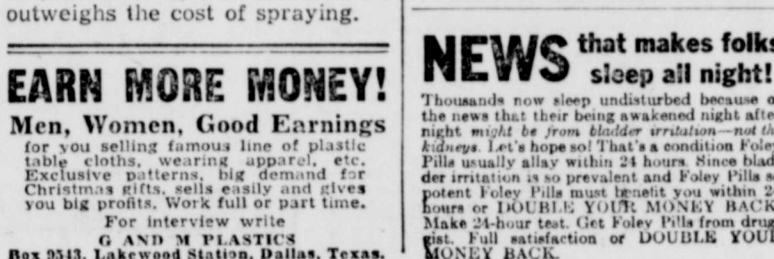 outweighs the cost of spraying.
EARN MORE MONEY!
Men, Women, Good Earnings
for you selling famous line of plastic
table cloths, wearing apparel, etc.
Exclusive patterns, big demand for
Christmas gifts, sells easily and gives
you big profits. Work full or part time.
For interview write
G AND M PLASTICS
Box 9543, Lakewood Station, Dallas, Texas.
NEWS that makes folks
sleep all night!
Thousands now sleep undisturbed because o
the news that their being awakened night afte
night might be from bladder irritation—not th
kidneys. Let's hope so! That's a condition Fole
Pills usually allay within 24 hours. Since blad
der irritation is so prevalent and Foley Pills s
potent Foley Pills must benefit you within 2
hours or DOUBLE YOUR MONEY BACK
Make 24-hour test. Get Foley Pills from drug
gist. Full satisfaction or DOUBLE YOUR
MONEY BACK.